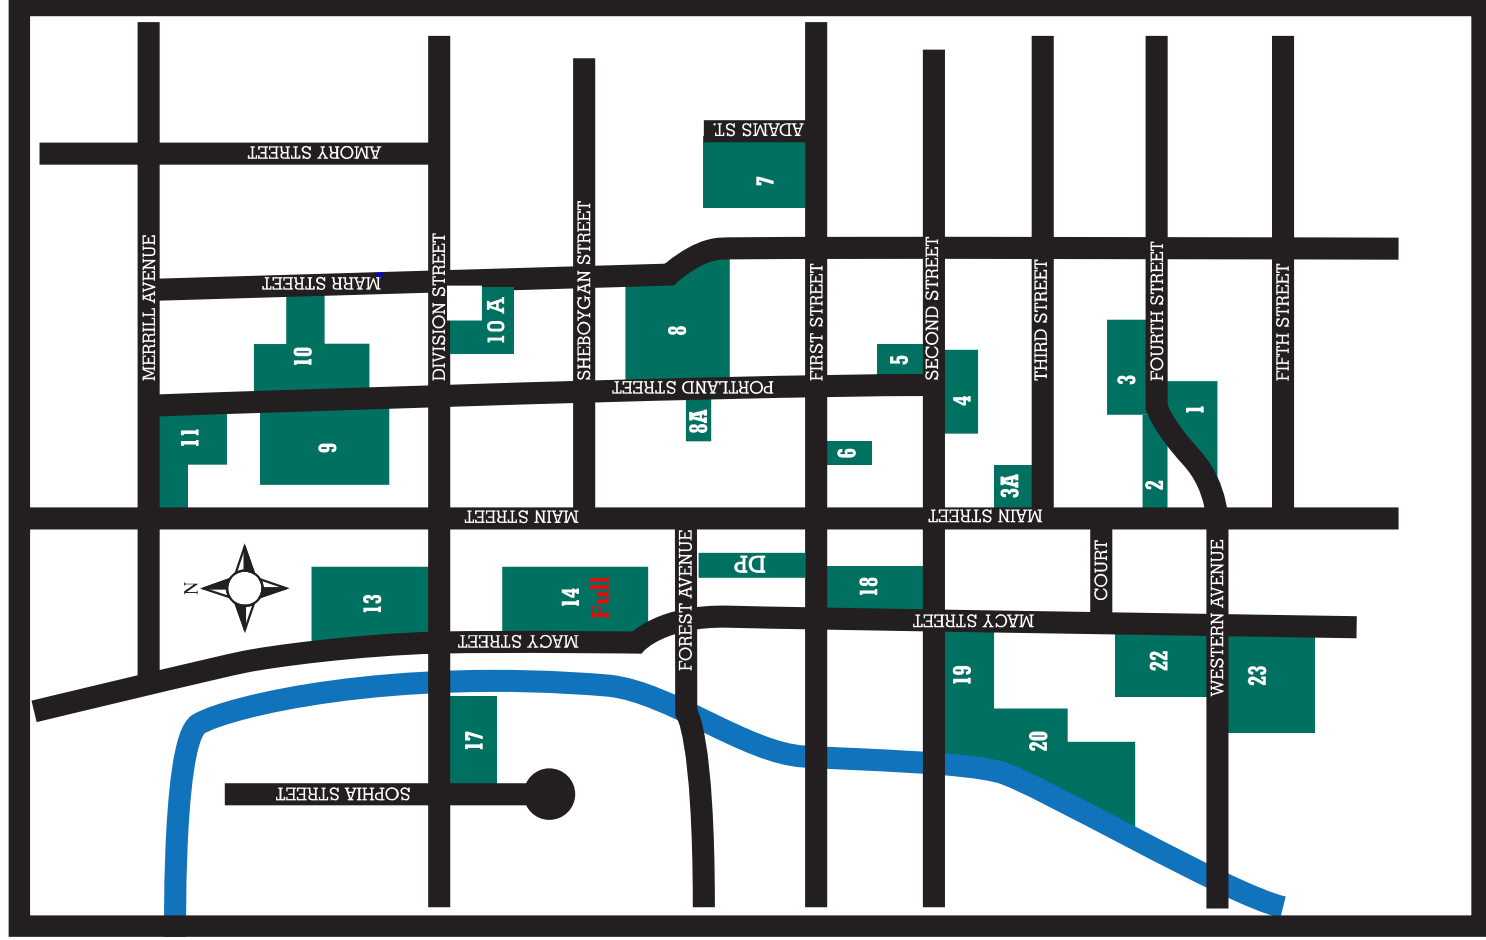 ADAMS ST.
AMORY STREET
7
MERRILL AVENUE
MARR STREET
DIVISION STREET
SHEBOYGAN STREET
FIRST STREET
SECOND STREET
THIRD STREET
FOURTH STREET
FIFTH STREET
10
10 A
8
5
3
PORTLAND STREET
4
1
8A
11
9
6
2
3A
MAIN STREET
MAIN STREET
N
13
14
Full
FOREST AVENUE
DP
18
COURT
WESTERN AVENUE
MACY STREET
MACY STREET
19
22
23
17
20
SOPHIA STREET